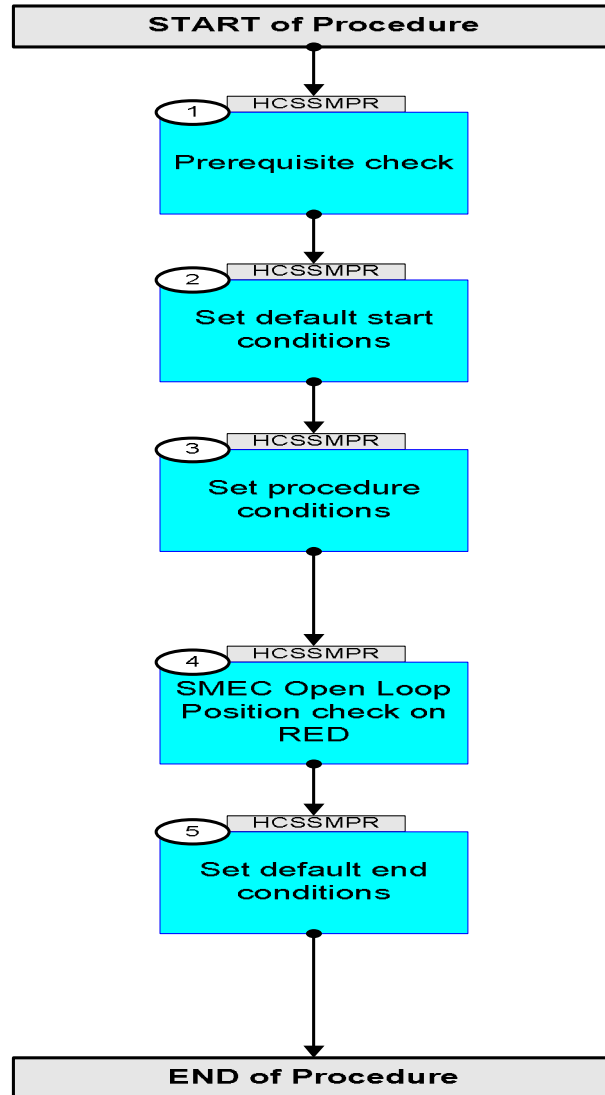 START of Procedure
HCSSMPR
1
Prerequisite check
HCSSMPR
2
Set default start
conditions
HCSSMPR
3
Set procedure
conditions
HCSSMPR
4
SMEC Open Loop
Position check on
RED
HCSSMPR
5
Set default end
conditions
END of Procedure